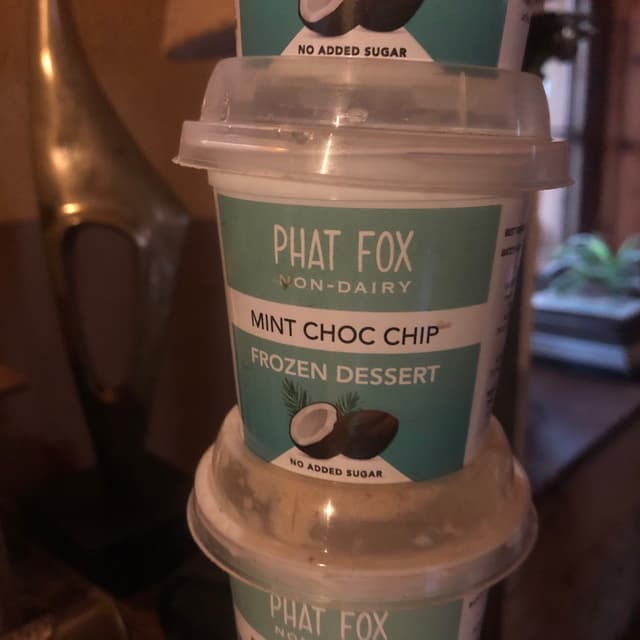 NO ADDED SUGAR
PHAT FOX
NON-DAIRY
MINT CHOC CHIP
FROZEN DESSERT
NO ADDED SUGAR
PHAT FOX